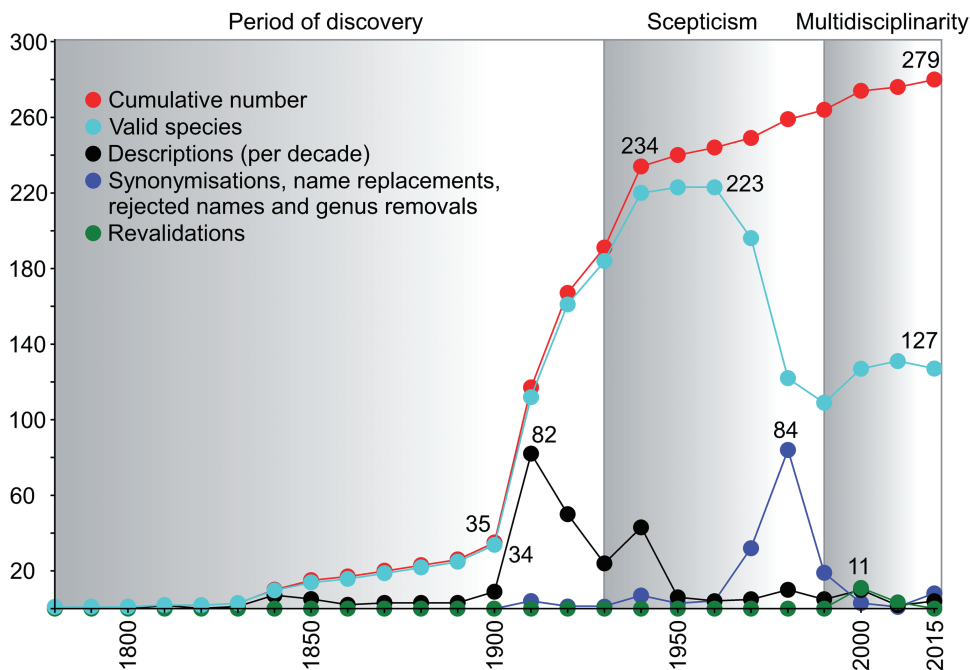 Period of discovery
Scepticism
Multidisciplinarity
300
279
Cumulative number
260
Valid species
Descriptions (per decade)
234
220
Synonymisations, name replacements,
223
rejected names and genus removals
Revalidations
180
140
127
100
82
84
60
35
34
20
11
1800
1850
1900
1950
2000
2015